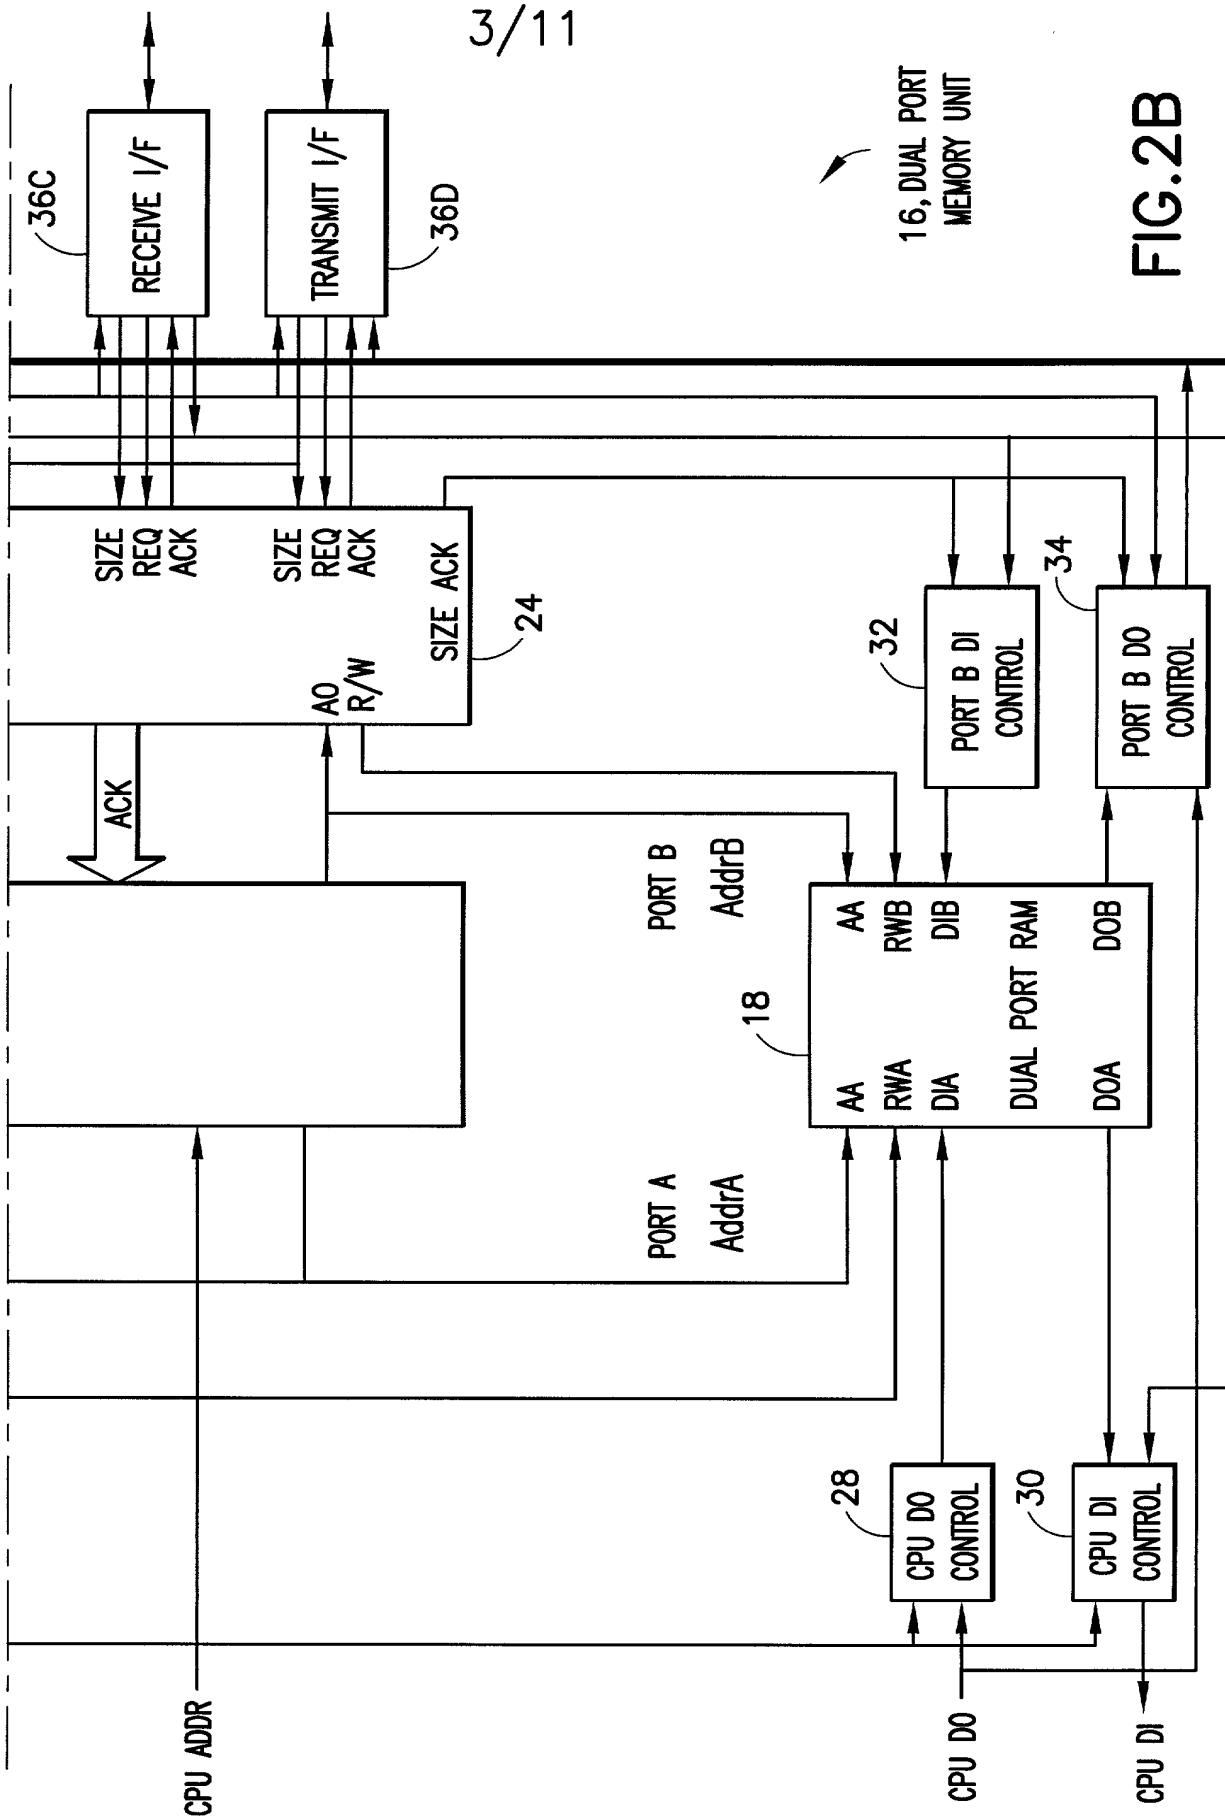 3/11
36C
RECEIVE I/F
TRANSMIT I/F
36D
16, DUAL PORT
MEMORY UNIT
FIG.2B
SIZE
REQ
ACK
SIZE
REQ
ACK
SIZE ACK
24
A0
R/W
ACK
32
PORT B DI
CONTROL
34
PORT B DO
CONTROL
PORT B
AddrB
18
AA
RWB
DIB
DOB
DUAL PORT RAM
AA
RWA
DIA
DOA
PORT A
AddrA
28
CPU DO
CONTROL
30
CPU DI
CONTROL
CPU ADDR
CPU DO
CPU DI